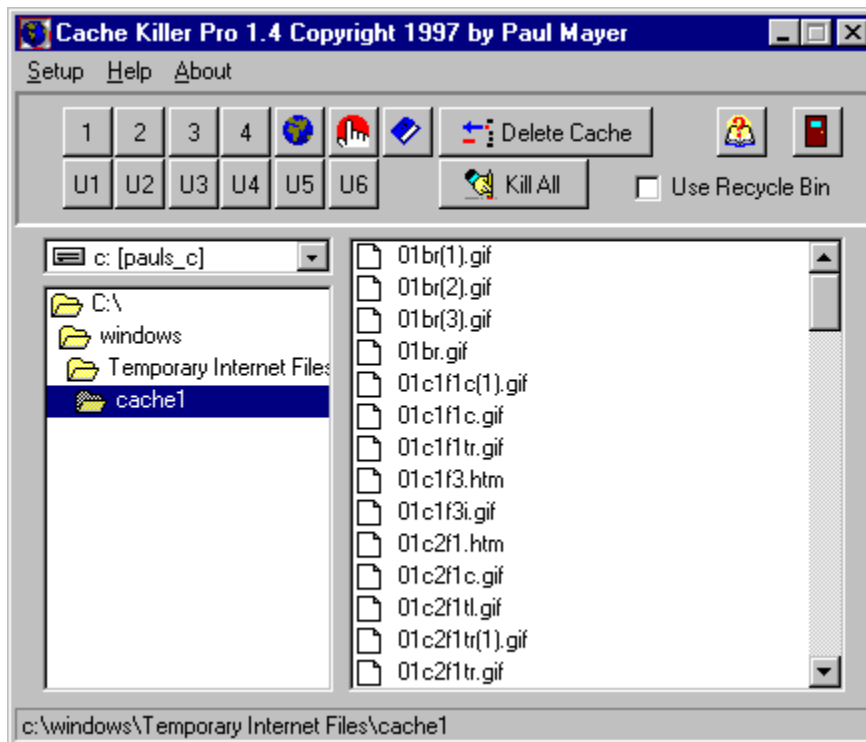 Cache Killer Pro 1.4 Copyright 1997 by Paul Mayer
Setup Help About
1 2 3 4 Delete Cache
U1 U2 U3 U4 U5 U6 Kill All Use Recycle Bin
c: [pauls_c]
C:\
windows
Temporary Internet Files
cache1
01br(1).gif
01br(2).gif
01br(3).gif
01br.gif
01c1f1c(1).gif
01c1f1c.gif
01c1f1tr.gif
01c1f3.htm
01c1f3i.gif
01c2f1.htm
01c2f1c.gif
01c2f1tl.gif
01c2f1tr(1).gif
01c2f1tr.gif
c:\windows\Temporary Internet Files\cache1